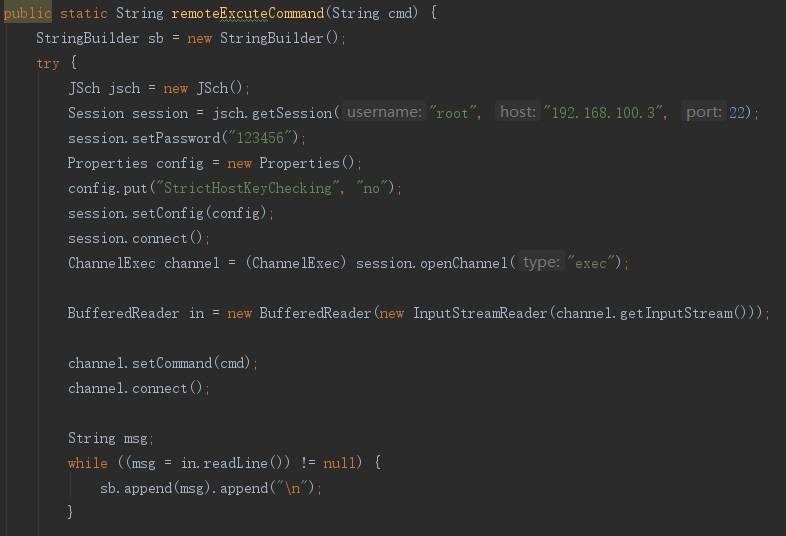 public static String remoteExcuteCommand(String cmd) {
StringBuilder sb = new StringBuilder();
try {
JSch jsch = new JSch();
Session session = jsch.getSession( username: "root", host: "192.168.100.3", port: 22);
session.setPassword("123456");
Properties config = new Properties();
config.put("StrictHostKeyChecking", "no");
session.setConfig(config);
session.connect();
ChannelExec channel = (ChannelExec) session.openChannel( type: "exec");
BufferedReader in = new BufferedReader(new InputStreamReader(channel.getInputStream()));
channel.setCommand(cmd);
channel.connect();
String msg;
while ((msg = in.readLine()) != null) {
sb.append(msg).append("\n");
}